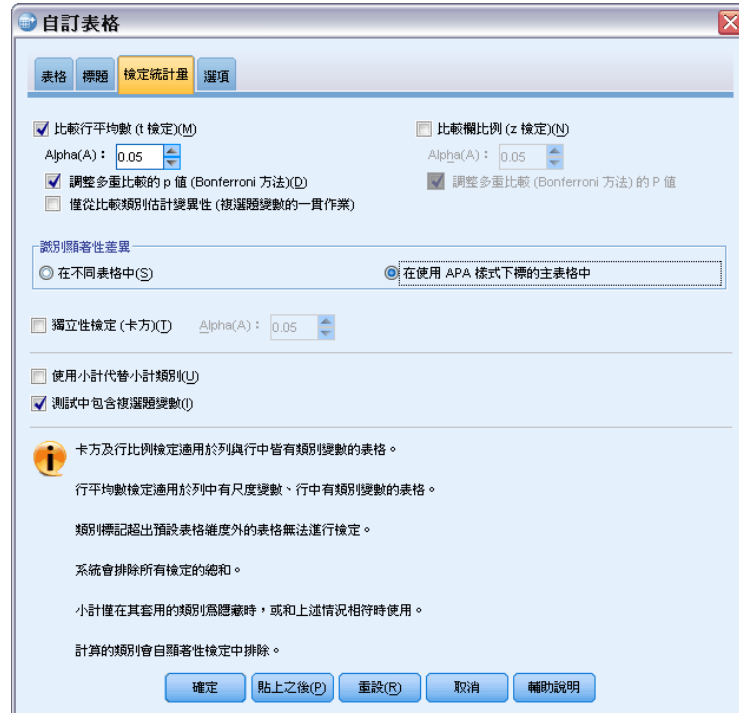 自訂表格
表格 標題 檢定統計量 選項
比較行平均數 (t 檢定)(M) 比較欄比例 (z 檢定)(N)
Alpha(A)： 0.05 Alpha(A)： 0.05
調整多重比較的 p 值 (Bonferroni 方法)(D) 調整多重比較 (Bonferroni 方法) 的 P 值
僅從比較類別估計變異性 (複選題變數的一貫作業)
識別顯著性差異
在不同表格中(S) 在使用 APA 樣式下標的主表格中
獨立性檢定 (卡方)(T) Alpha(A)： 0.05
使用小計代替小計類別(U)
測試中包含複選題變數(I)
卡方及行比例檢定適用於列與行中皆有類別變數的表格。
行平均數檢定適用於列中有尺度變數、行中有類別變數的表格。
類別標記超出預設表格維度外的表格無法進行檢定。
系統會排除所有檢定的總和。
小計僅在其套用的類別為隱藏時，或和上述情況相符時使用。
計算的類別會自顯著性檢定中排除。
確定 貼上之後(P) 重設(R) 取消 輔助說明